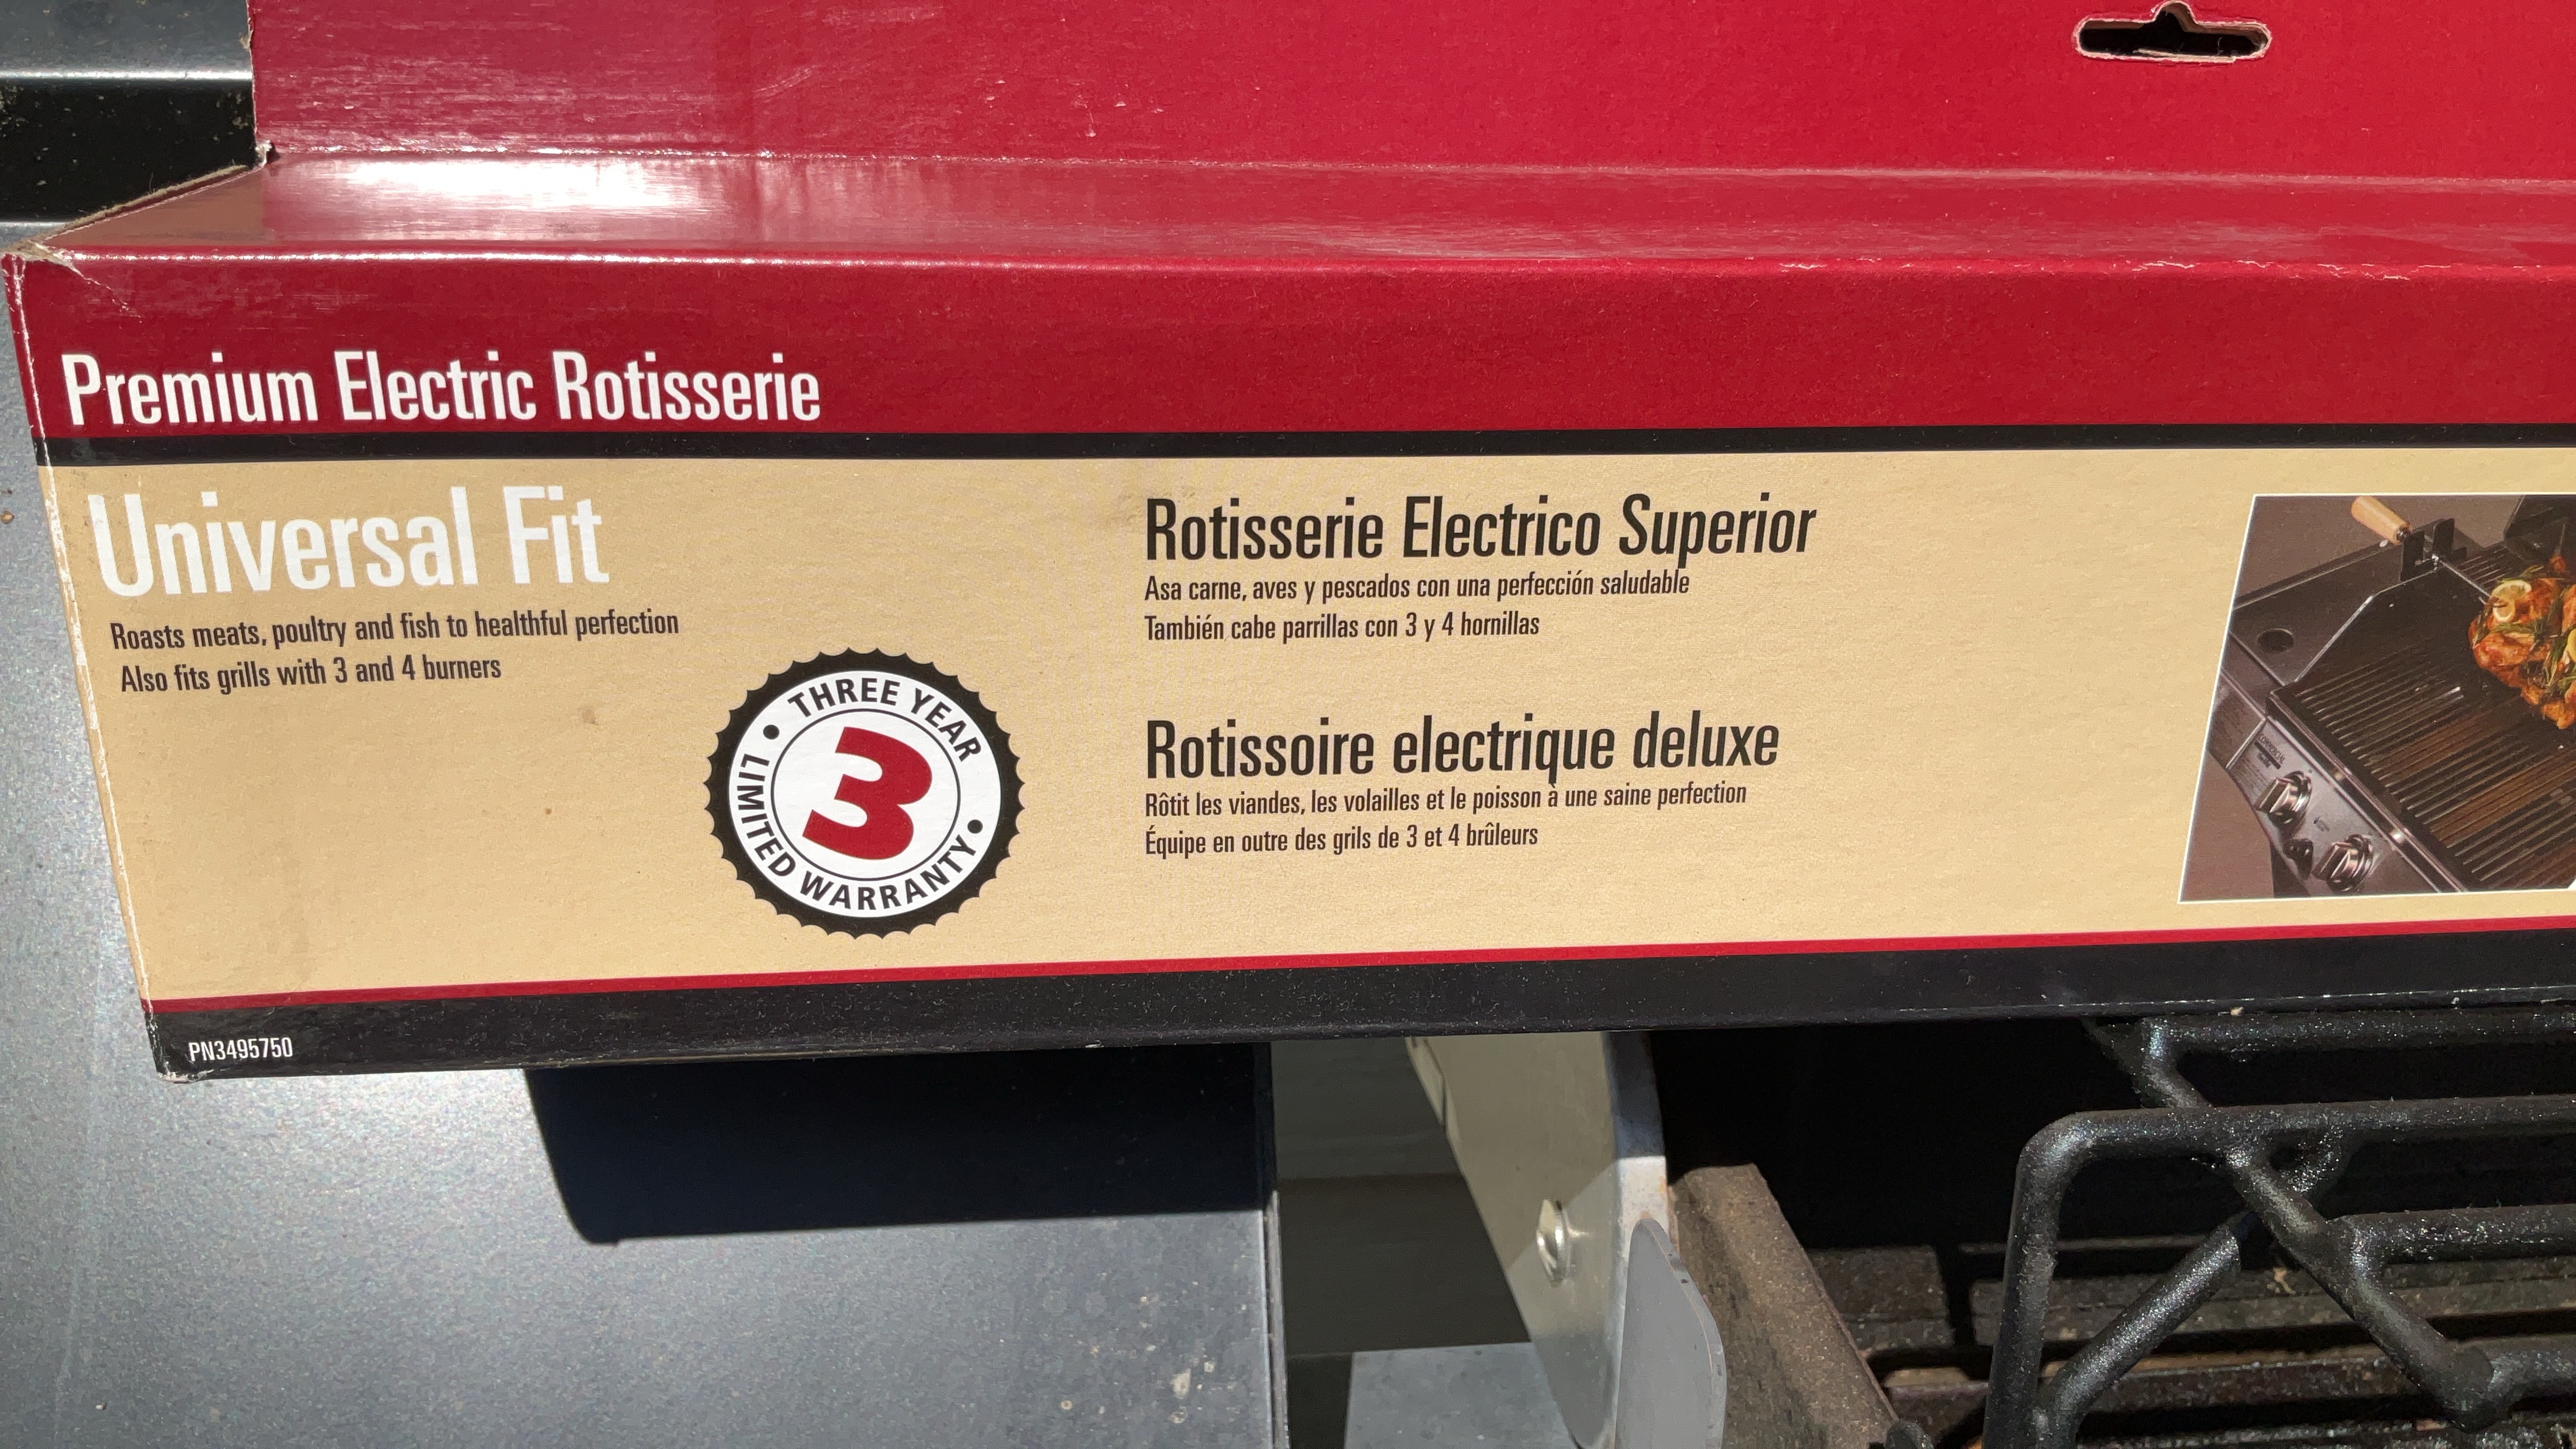 Premium Electric Rotisserie
Universal Fit
Roasts meats, poultry and fish to healthful perfection
Also fits grills with 3 and 4 burners
THREE YEAR
3
LIMITED WARRANTY
Rotisserie Electrico Superior
Asa carne, aves y pescados con una perfección saludable
También cabe parrillas con 3 y 4 hornillas
Rotissoire electrique deluxe
Rôtit les viandes, les volailles et le poisson à une saine perfection
Équipe en outre des grils de 3 et 4 brûleurs
PN3495750